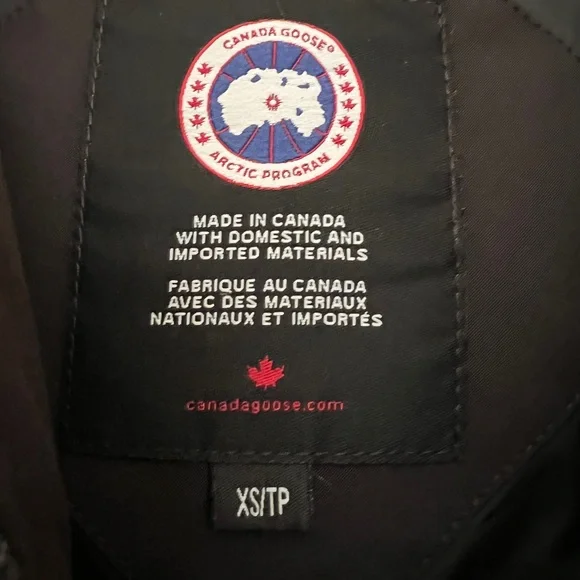 CANADA GOOSE®
ARCTIC PROGRAM
MADE IN CANADA
WITH DOMESTIC AND
IMPORTED MATERIALS
FABRIQUE AU CANADA
AVEC DES MATERIAUX
NATIONAUX ET IMPORTÉS
canadagoose.com
XS/TP